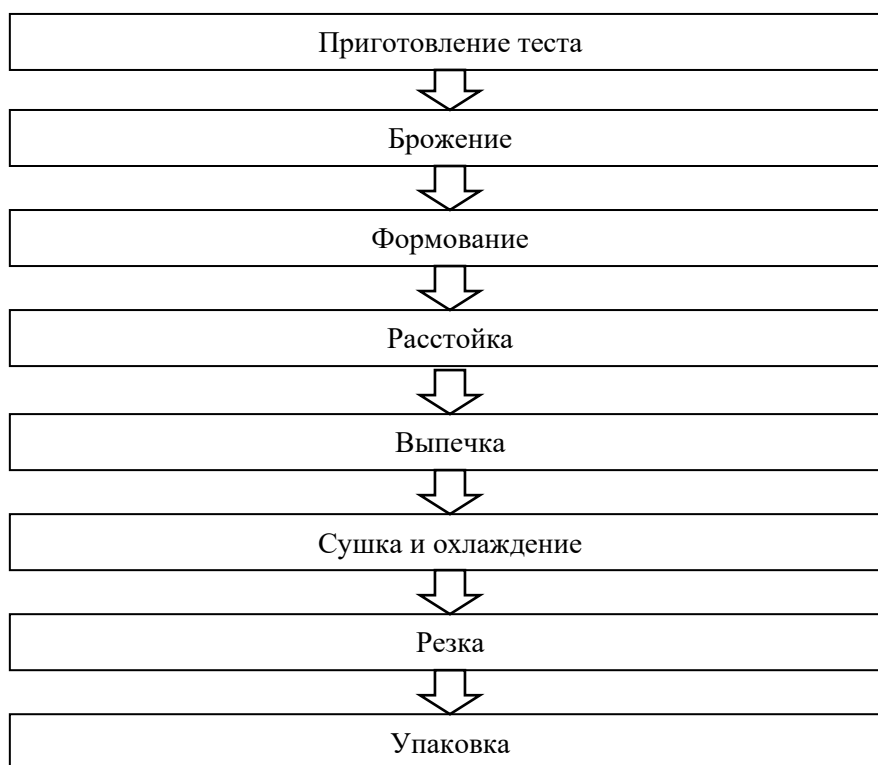 Приготовление теста
Брожение
Формование
Расстойка
Выпечка
Сушка и охлаждение
Резка
Упаковка